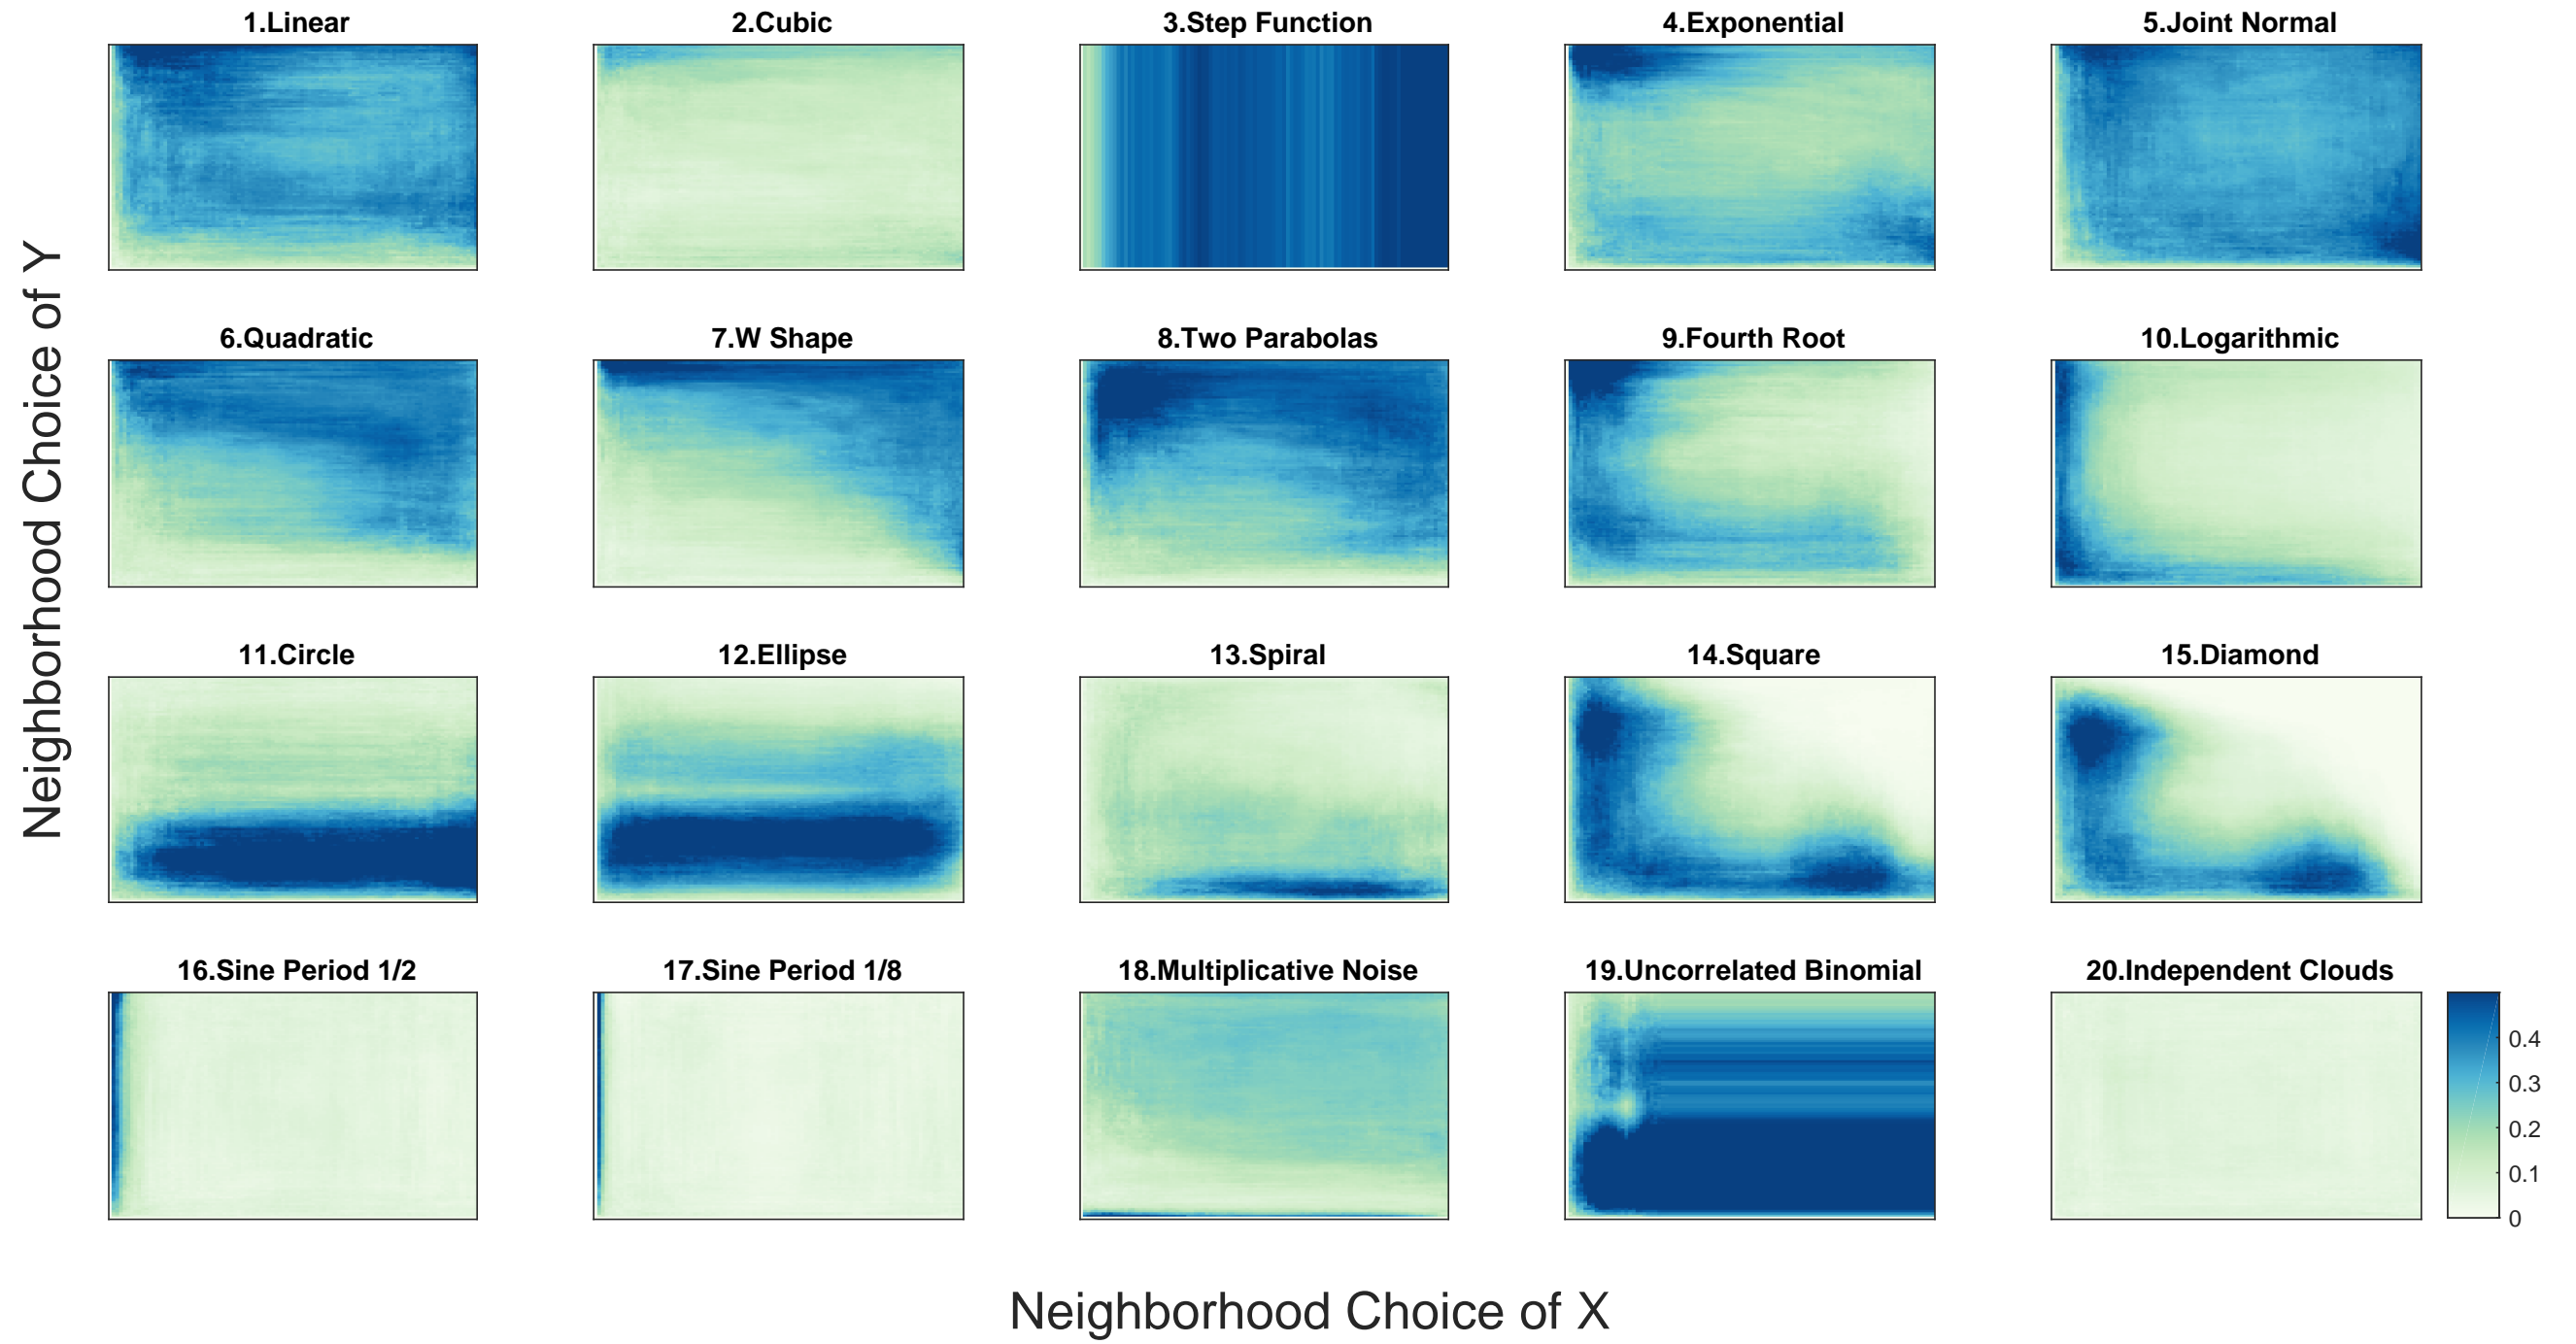 1.Linear
2.Cubic
3.Step Function
4.Exponential
5.Joint Normal
Neighborhood Choice of Y
6.Quadratic
7.W Shape
8.Two Parabolas
9.Fourth Root
10.Logarithmic
11.Circle
12.Ellipse
13.Spiral
14.Square
15.Diamond
16.Sine Period 1/2
17.Sine Period 1/8
18.Multiplicative Noise
19.Uncorrelated Binomial
20.Independent Clouds
0.4
0.3
0.2
0.1
0
Neighborhood Choice of X